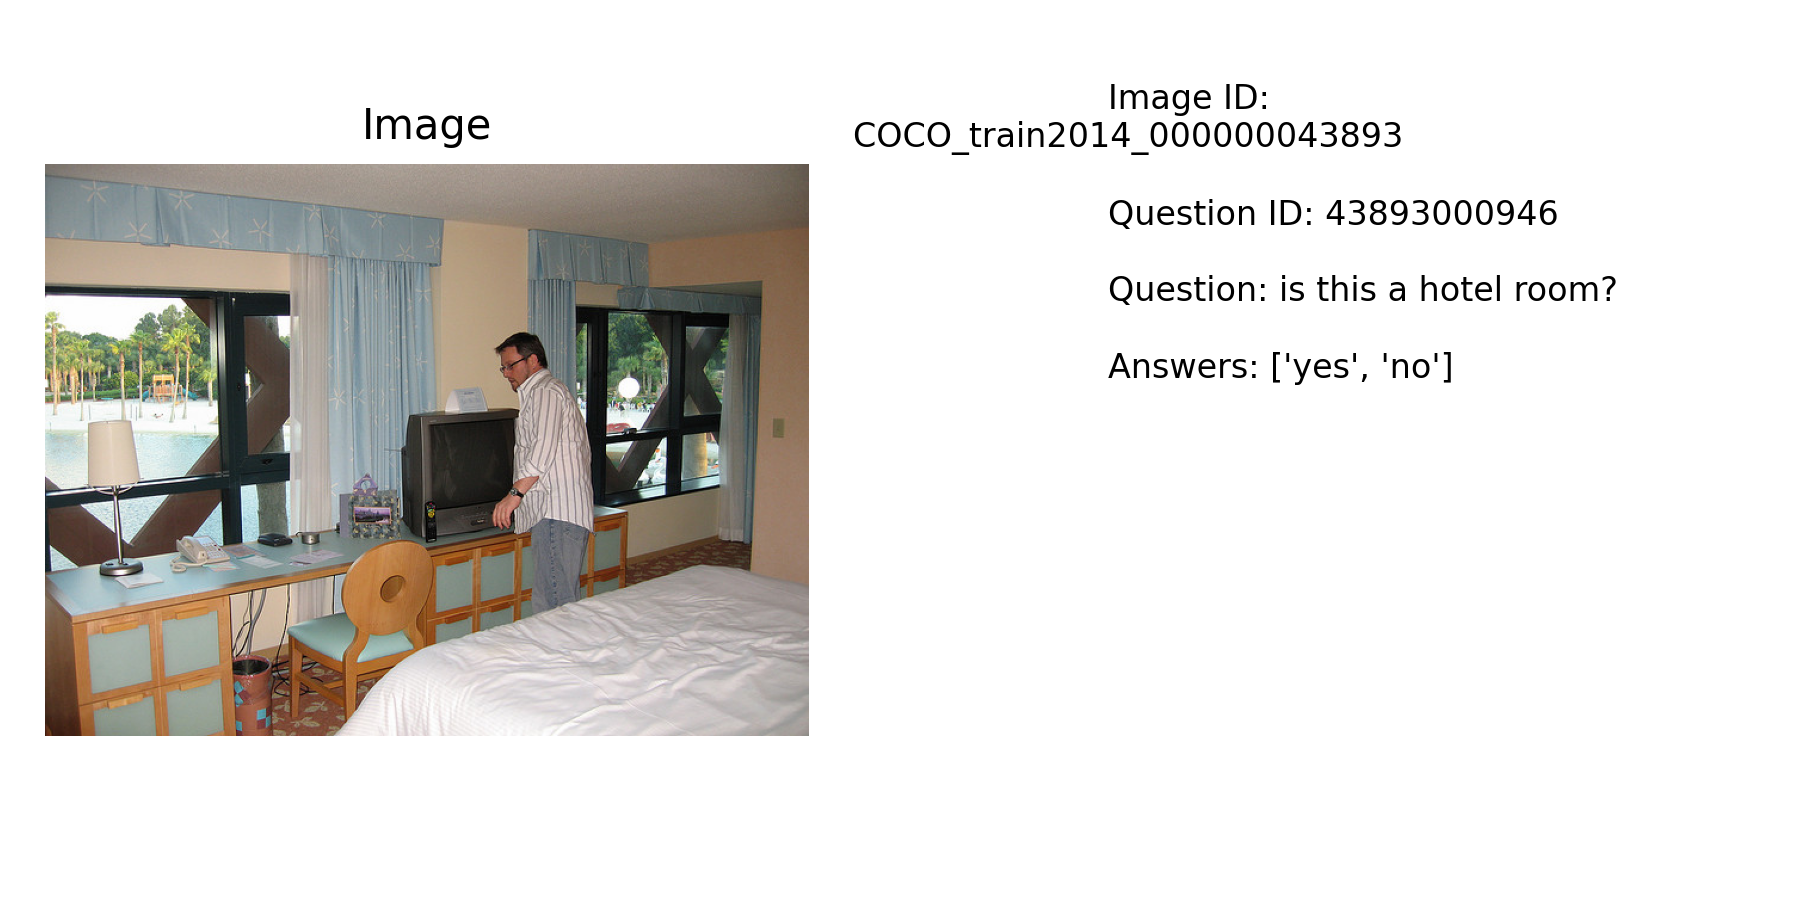 Image
Image ID:
COCO_train2014_000000043893
Question ID: 43893000946
Question: is this a hotel room?
Answers: ['yes', 'no']